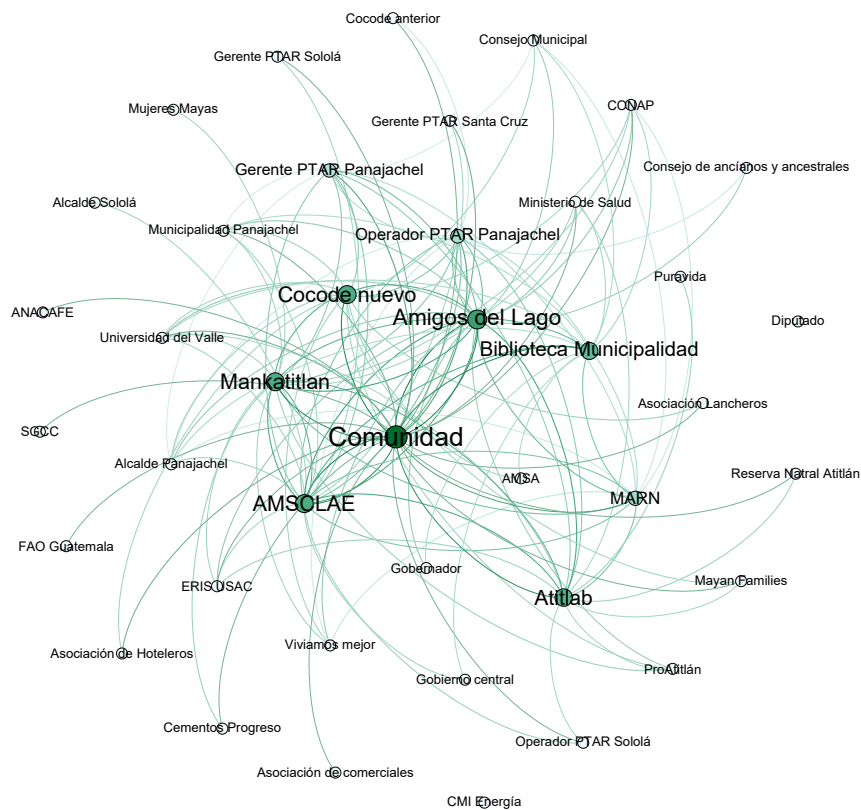 Cocode anterior
Consejo Municipal
Gerente PTAR Sololá
CONAP
Mujeres Mayas
Gerente PTAR Santa Cruz
Gerente PTAR Panajachel
Consejo de ancíanos y ancestrales
Alcalde Sololá
Ministerio de Salud
Municipalidad Panajachel
Operador PTAR Panajachel
Puravida
Cocode nuevo
ANACAFE
Amigos del Lago
Diputado
Universidad del Valle
Biblioteca Municipalidad
Mankatitlan
Asociación Lancheros
SGCC
Comunidad
Alcalde Panajachel
Reserva Natral Atitlán
AMSA
MARN
AMSCLAE
FAO Guatemala
Gobernador
Mayan Families
ERIS USAC
Atitlab
Asociación de Hoteleros
Viviamos mejor
ProAtitlán
Gobierno central
Cementos Progreso
Operador PTAR Sololá
Asociación de comerciales
CMI Energía